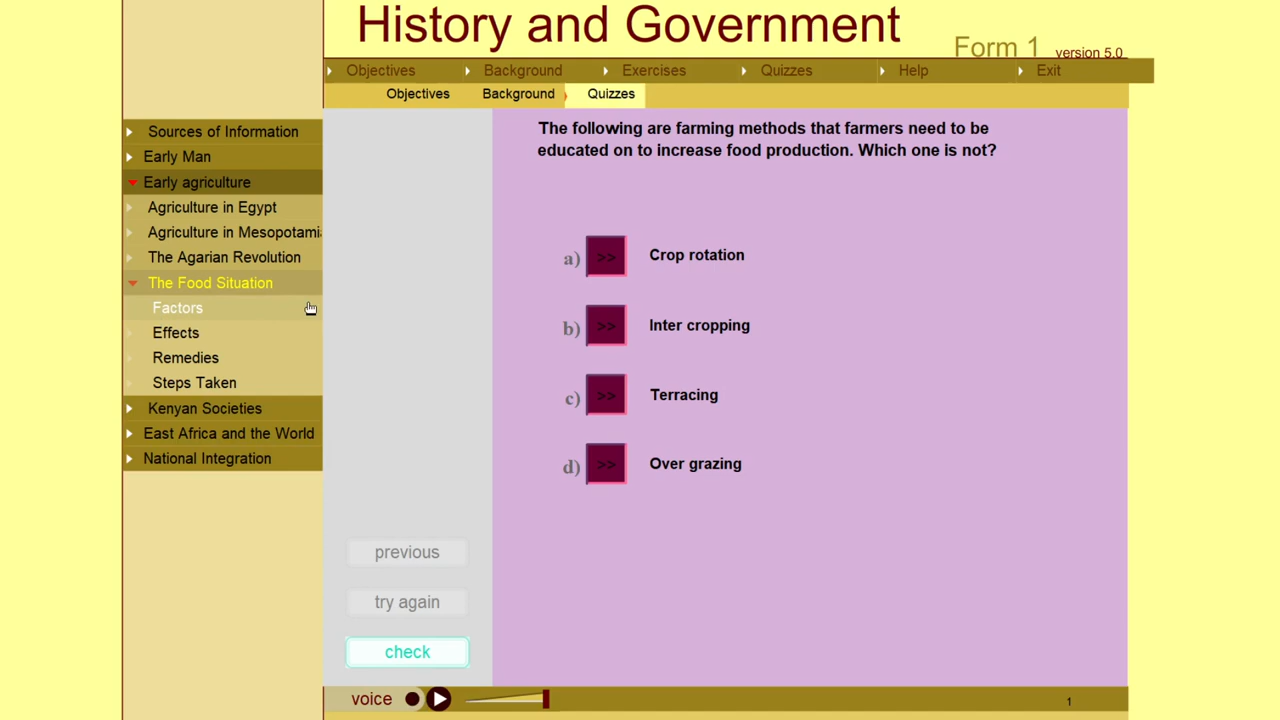 History and Government
Form 1 version 5.0
Objectives Background Exercises Quizzes Help Exit
Objectives Background Quizzes
Sources of Information
Early Man
Early agriculture
Agriculture in Egypt
Agriculture in Mesopotami
The Agarian Revolution
The Food Situation
Factors
Effects
Remedies
Steps Taken
Kenyan Societies
East Africa and the World
National Integration
The following are farming methods that farmers need to be
educated on to increase food production. Which one is not?
a) >> Crop rotation
b) >> Inter cropping
c) >> Terracing
d) >> Over grazing
previous
try again
check
voice
1